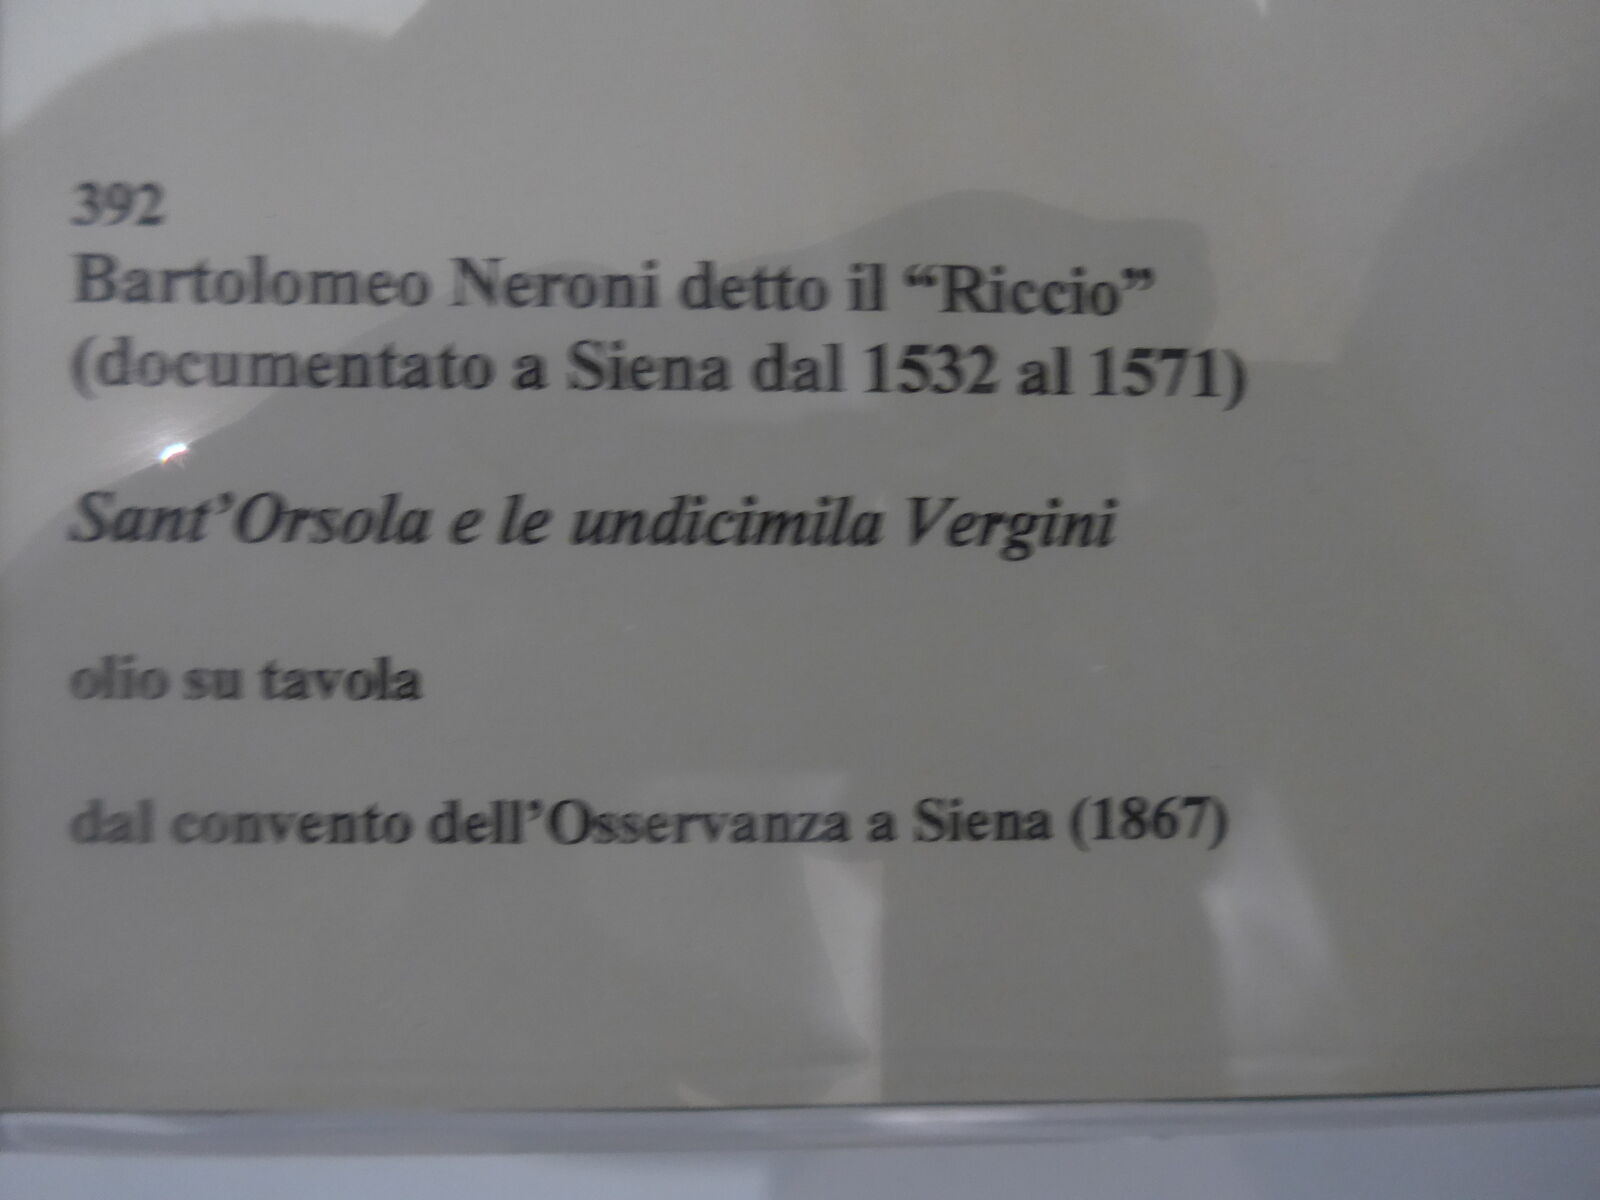 392
Bartolomeo Neroni detto il “Riccio”
(documentato a Siena dal 1532 al 1571)
Sant’Orsola e le undicimila Vergini
olio su tavola
dal convento dell’Osservanza a Siena (1867)